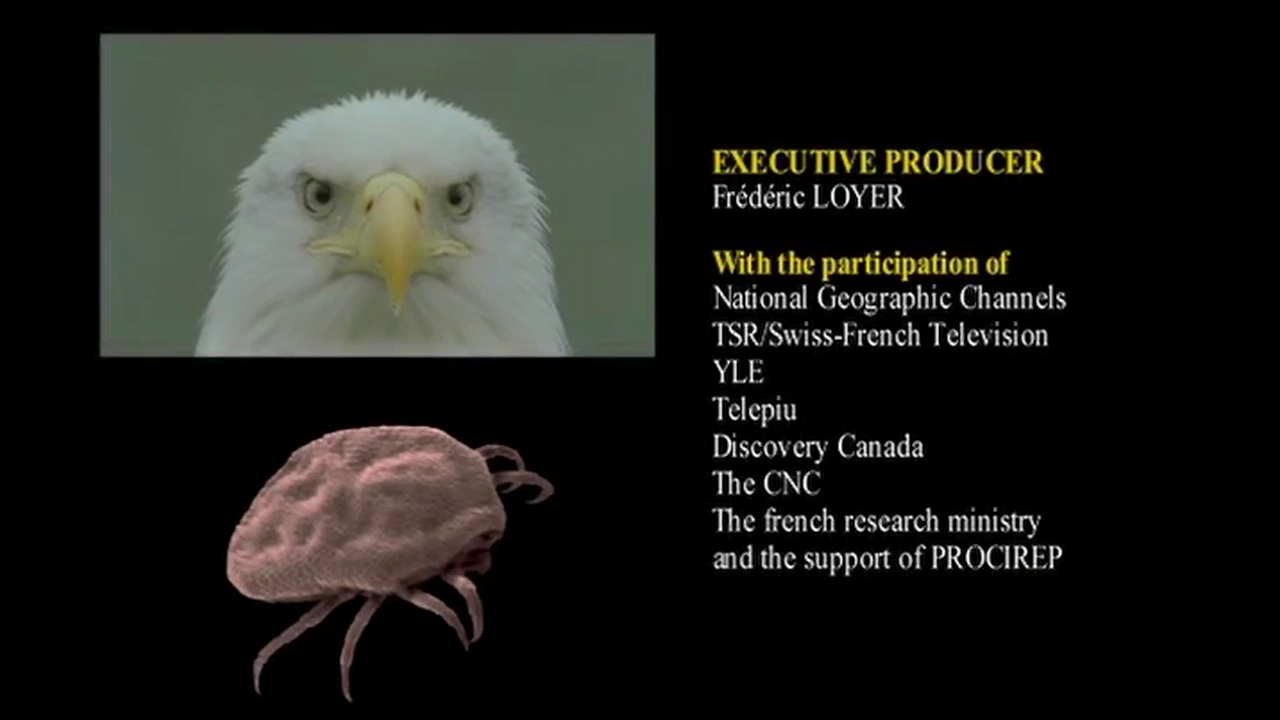 EXECUTIVE PRODUCER
Frédéric LOYER
With the participation of
National Geographic Channels
TSR/Swiss-French Television
YLE
Telepiu
Discovery Canada
The CNC
The french research ministry
and the support of PROCIREP